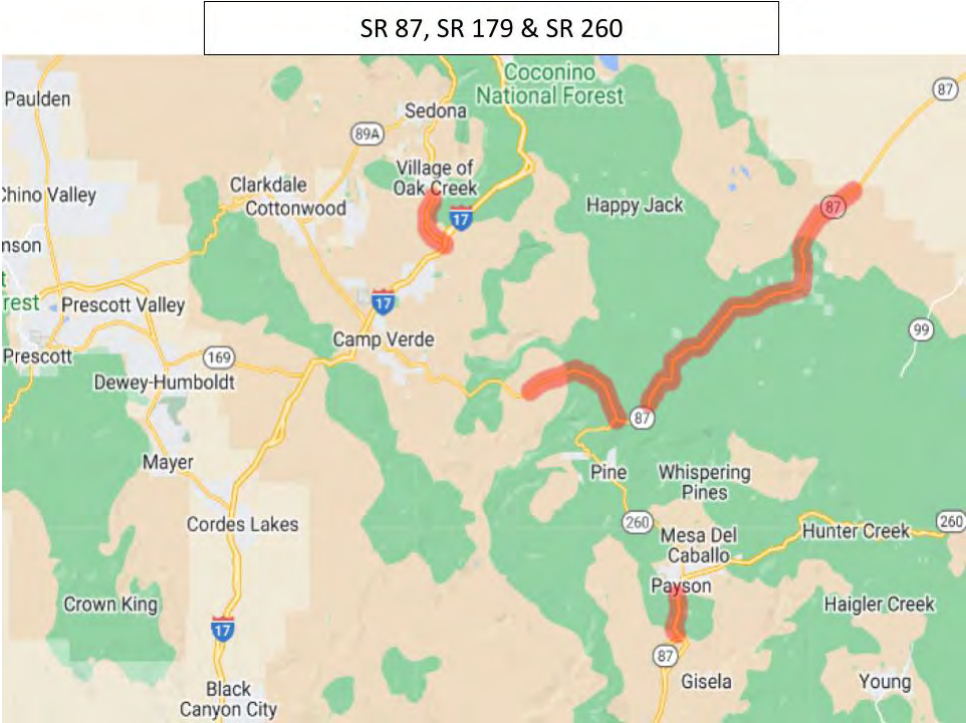 SR 87, SR 179 & SR 260
Coconino
National Forest
87
Paulden
Sedona
89A
Village of
Oak Creek
Clarkdale
Chino Valley
Cottonwood
Happy Jack
87
17
mson
t
rest
Prescott Valley
17
99
Camp Verde
Prescott
169
Dewey-Humboldt
87
Mayer
Pine
Whispering
Pines
Cordes Lakes
260
260
Mesa Del
Caballo
Hunter Creek
Payson
Crown King
Haigler Creek
17
87
Gisela
Young
Black
Canyon City